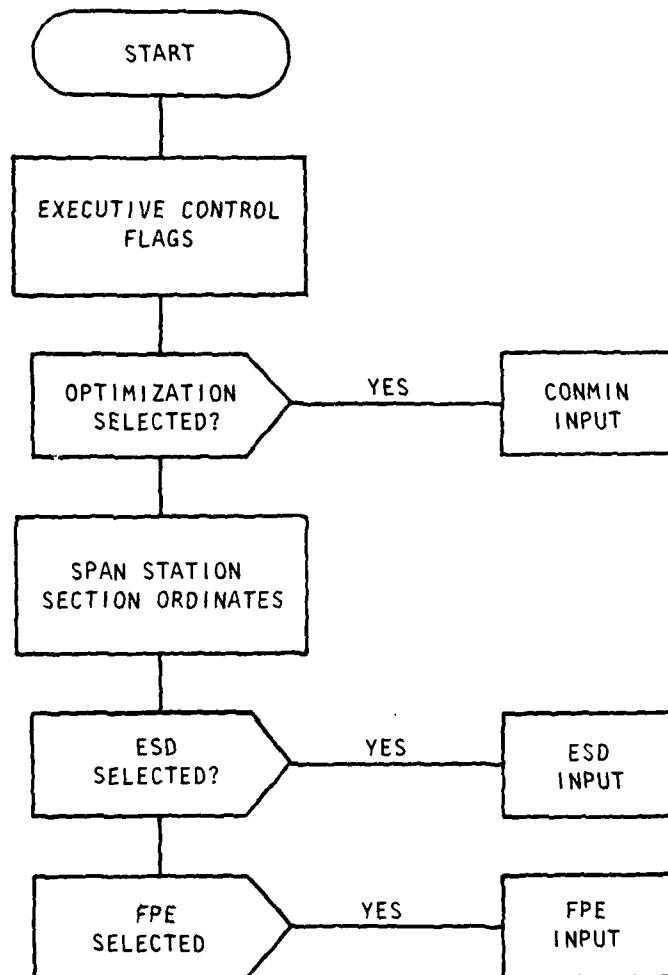 START
EXECUTIVE CONTROL
FLAGS
OPTIMIZATION
SELECTED?
YES
CONMIN
INPUT
SPAN STATION
SECTION ORDINATES
ESD
SELECTED?
YES
ESD
INPUT
FPE
SELECTED
YES
FPE
INPUT